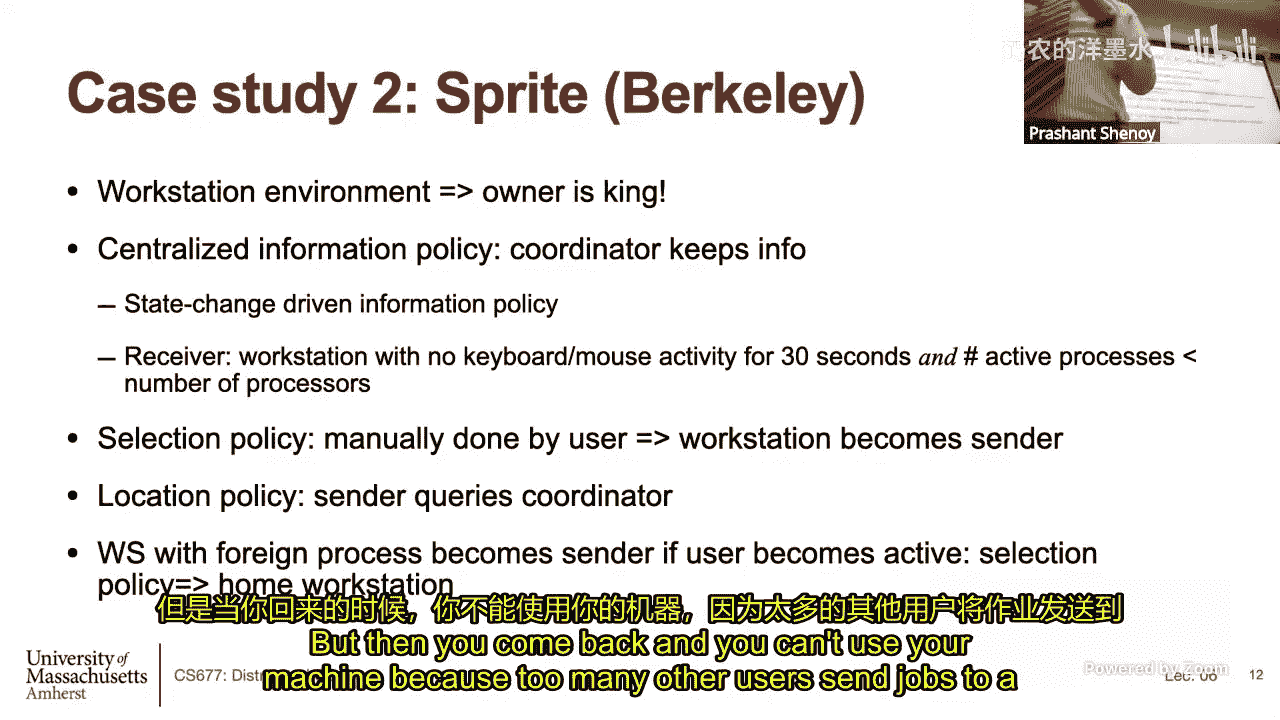 Case study 2: Sprite (Berkeley)
农的洋墨水
bilibili
Prashant Shenoy
• Workstation environment => owner is king!
• Centralized information policy: coordinator keeps info
– State-change driven information policy
– Receiver: workstation with no keyboard/mouse activity for 30 seconds and # active processes <
number of processors
• Selection policy: manually done by user => workstation becomes sender
• Location policy: sender queries coordinator
• WS with foreign process becomes sender if user becomes active: selection
policy=> home workstation
但是当你回来的时候，你不能使用你的机器，因为太多的其他用户将作业发送到
But then you come back and you can't use your
machine because too many other users send jobs to a
University of
Massachusetts
Amherst
CS677:
Powered by Zoom
Lec. 06
12